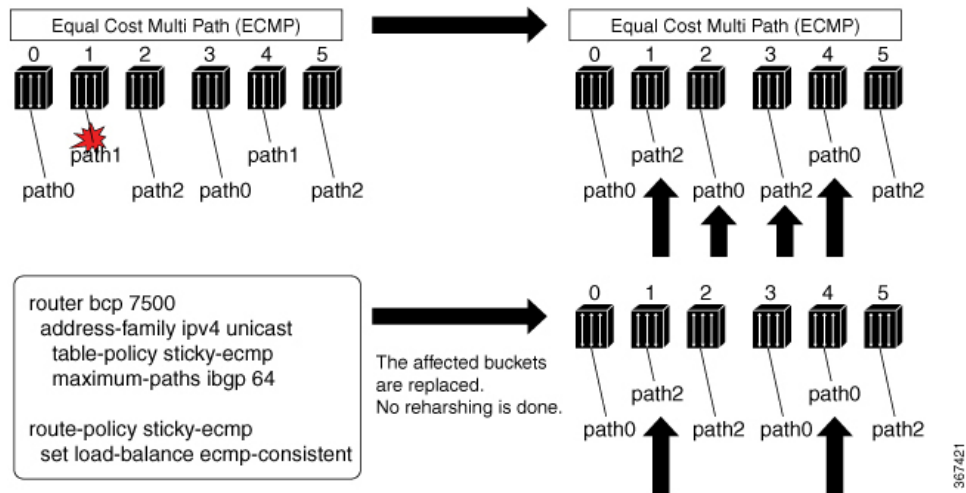 Equal Cost Multi Path (ECMP)
0 1 2 3 4 5
path1 path1
path0 path2 path0 path2
Equal Cost Multi Path (ECMP)
0 1 2 3 4 5
path2 path0
path0 path0 path2 path2
router bcp 7500
address-family ipv4 unicast
table-policy sticky-ecmp
maximum-paths ibgp 64
route-policy sticky-ecmp
set load-balance ecmp-consistent
The affected buckets
are replaced.
No reharshing is done.
0 1 2 3 4 5
path2 path0
path0 path2 path0 path2
367421